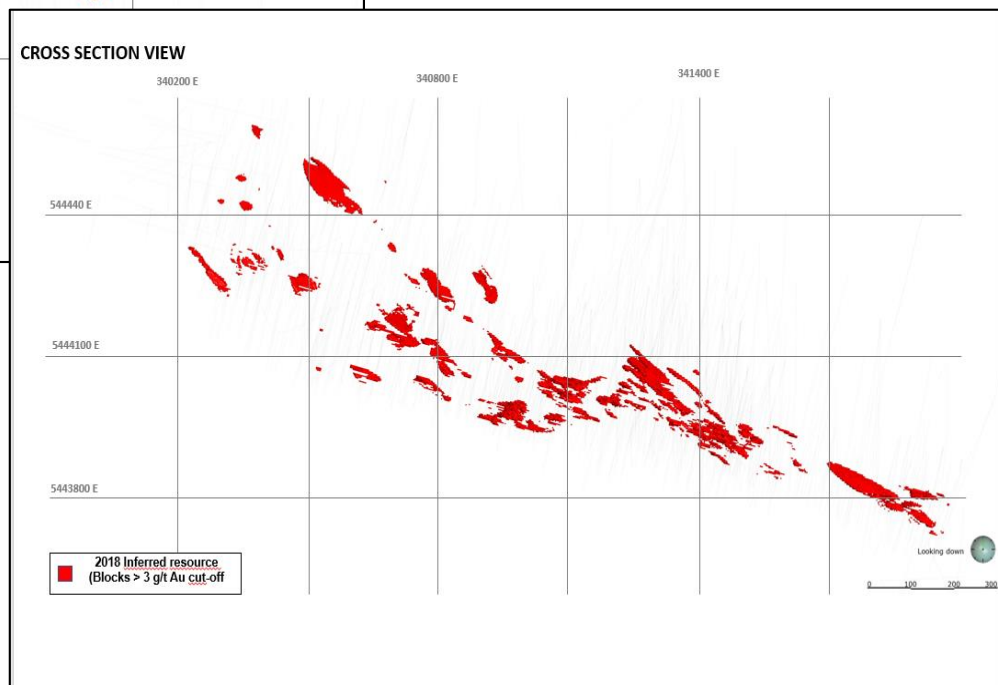 CROSS SECTION VIEW
340200 E
340800 E
341400 E
544440 E
5444100 E
5443800 E
2018 Inferred resource
(Blocks > 3 g/t Au cut-off
Looking down
0 100 200 300